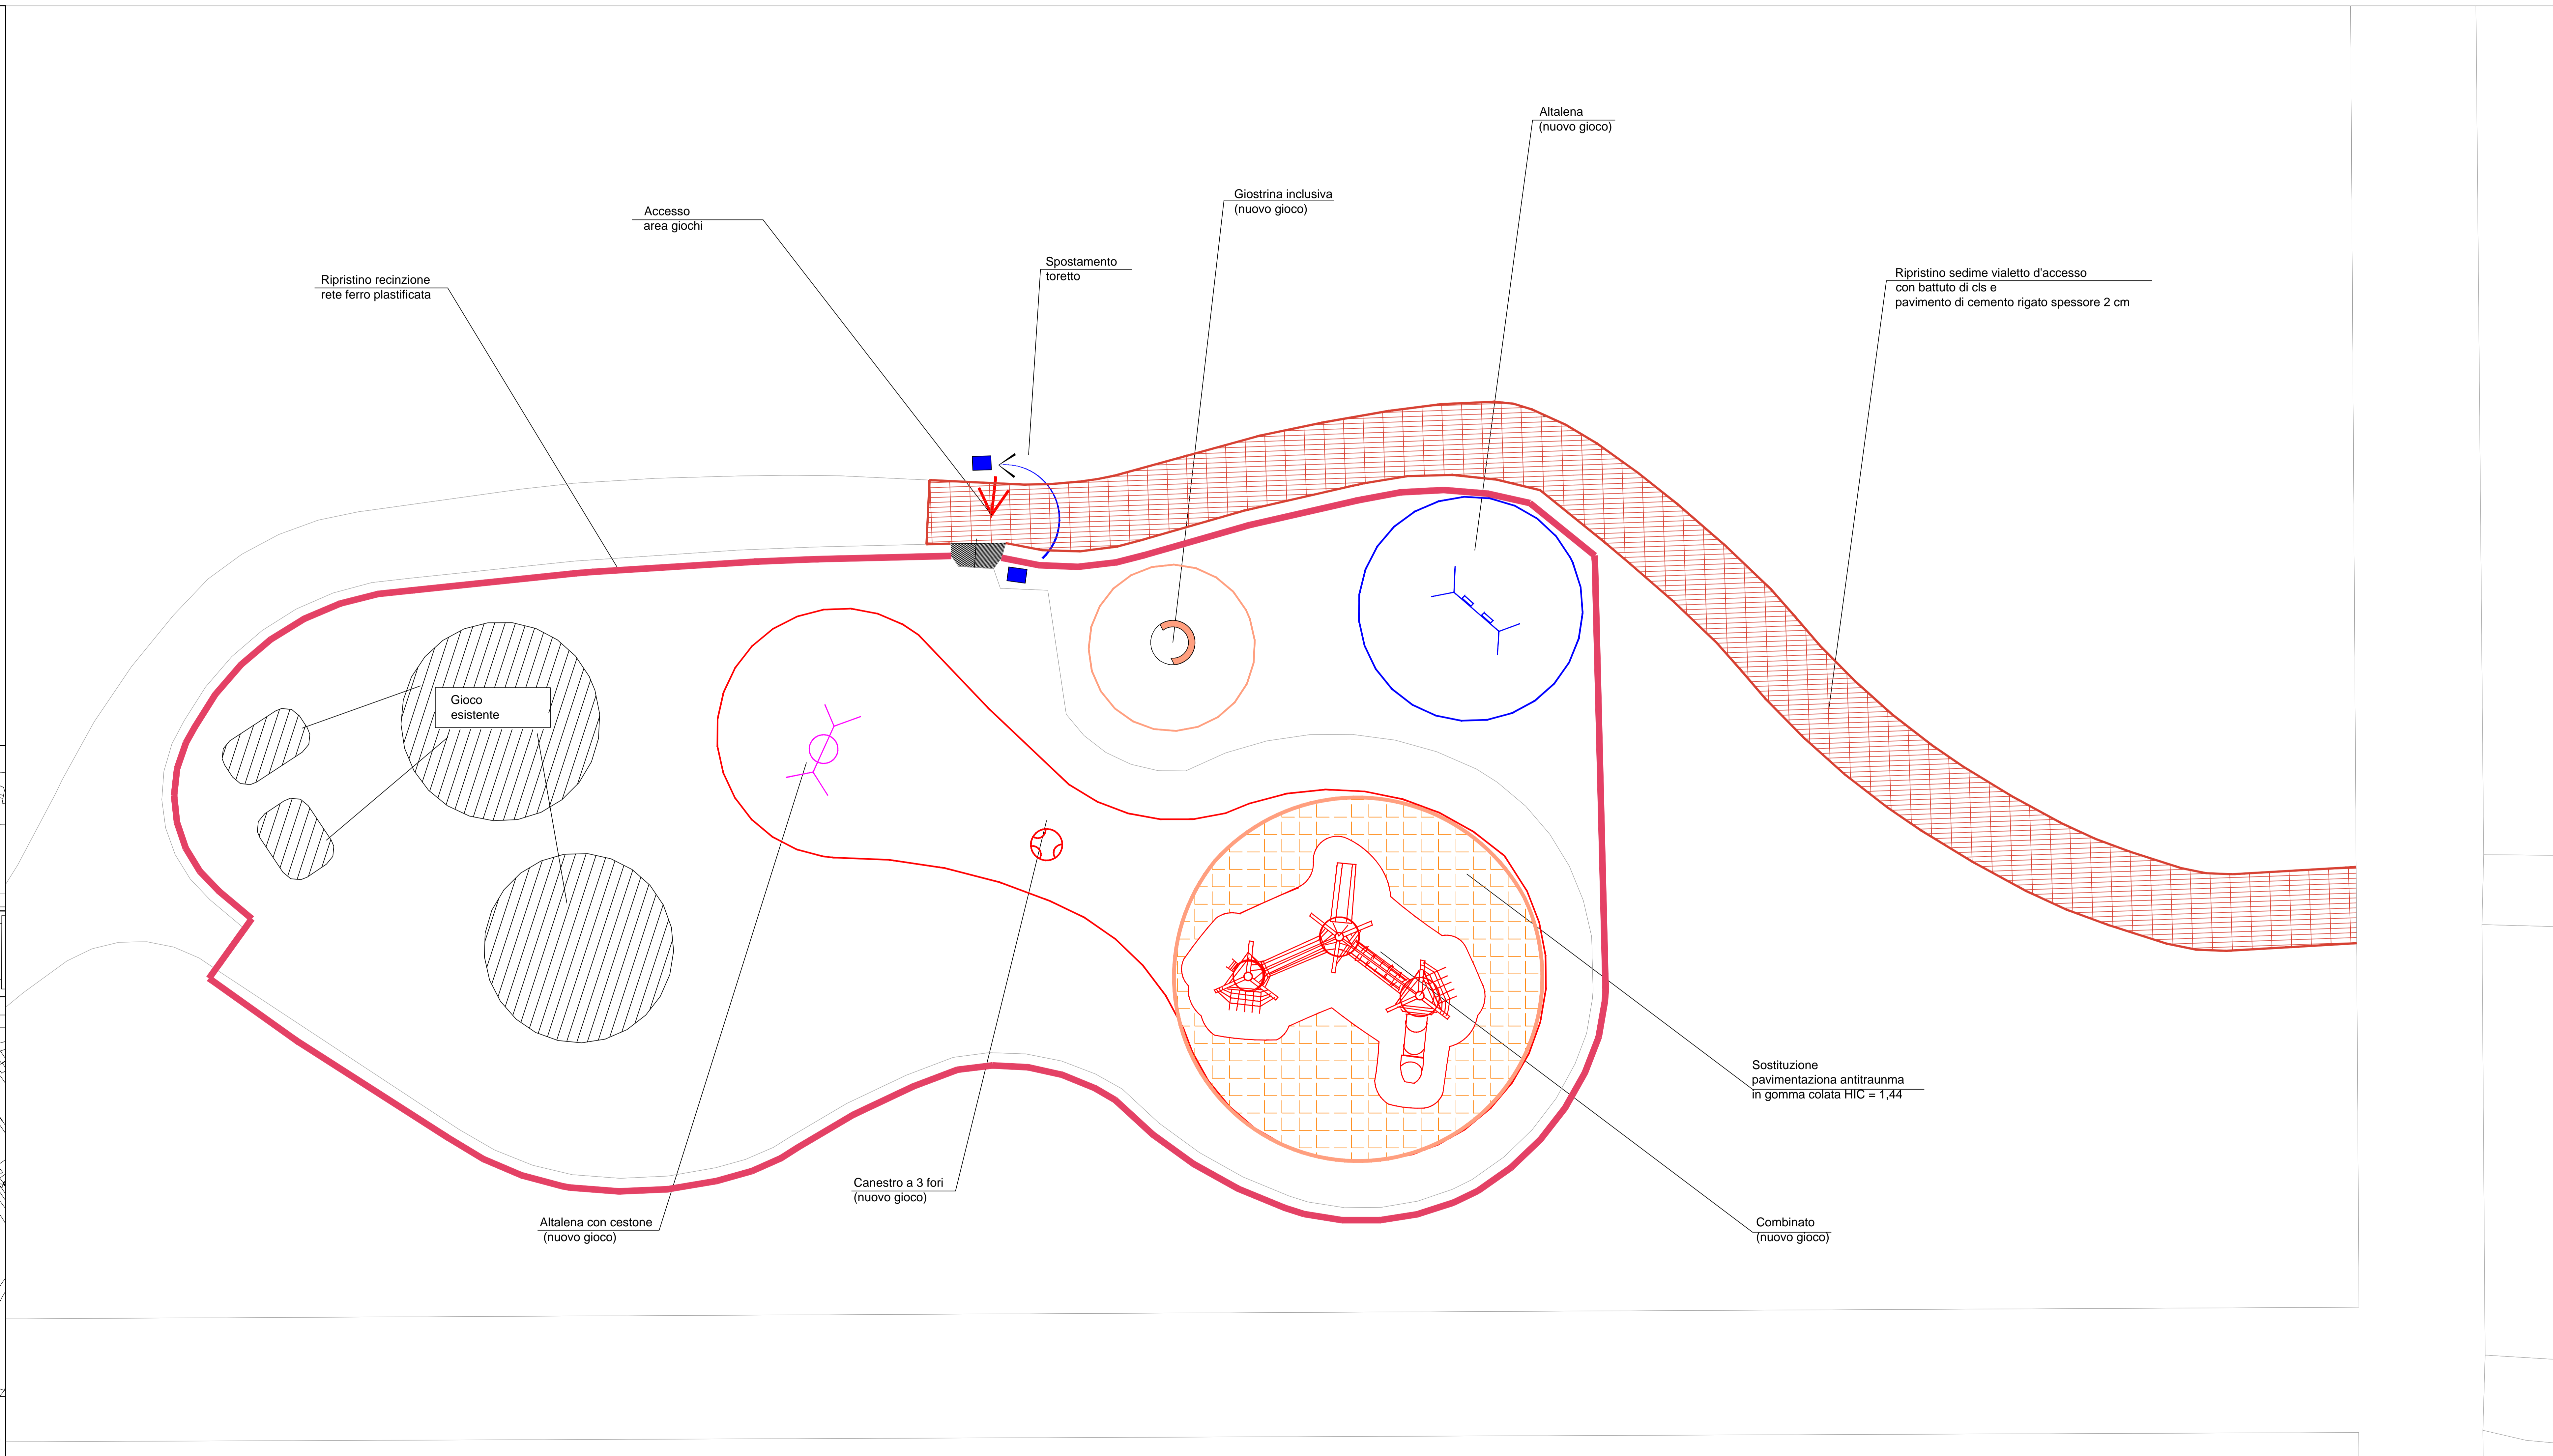 Altalena
(nuovo gioco)
Giostrina inclusiva
(nuovo gioco)
Accesso
area giochi
Spostamento
toretto
Ripristino recinzione
rete ferro plastificata
Ripristino sedime vialetto d'accesso
con battuto di cls e
pavimento di cemento rigato spessore 2 cm
Gioco
esistente
Sostituzione
pavimentaziona antitraunma
in gomma colata HIC = 1,44
Canestro a 3 fori
(nuovo gioco)
Altalena con cestone
(nuovo gioco)
Combinato
(nuovo gioco)